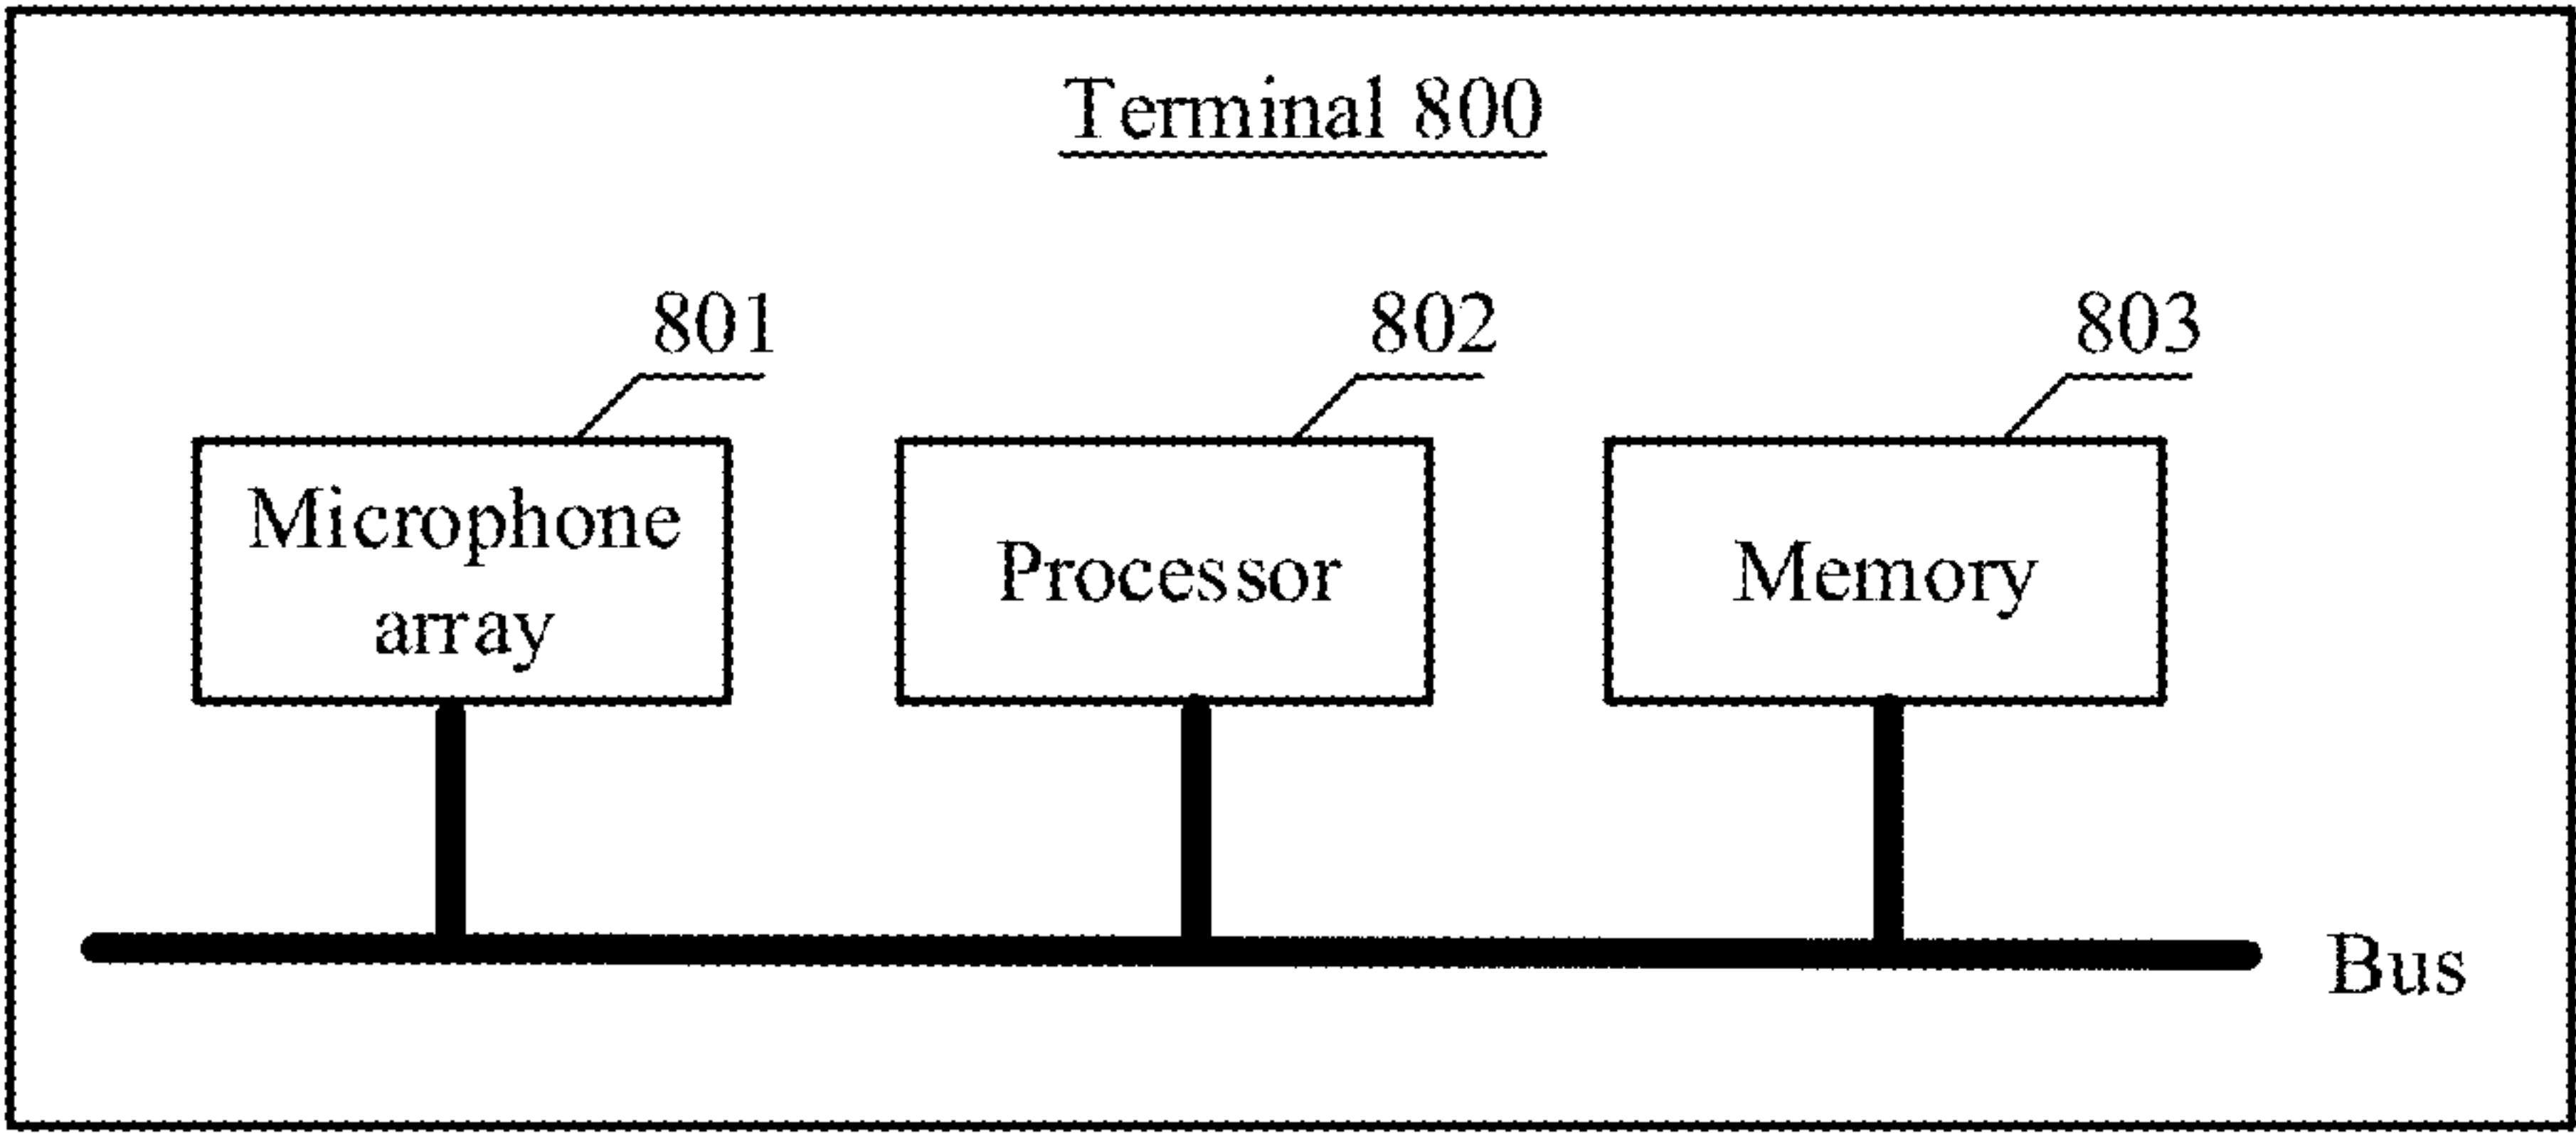 Terminal 800
801
802
803
Microphone
array
Processor
Memory
Bus